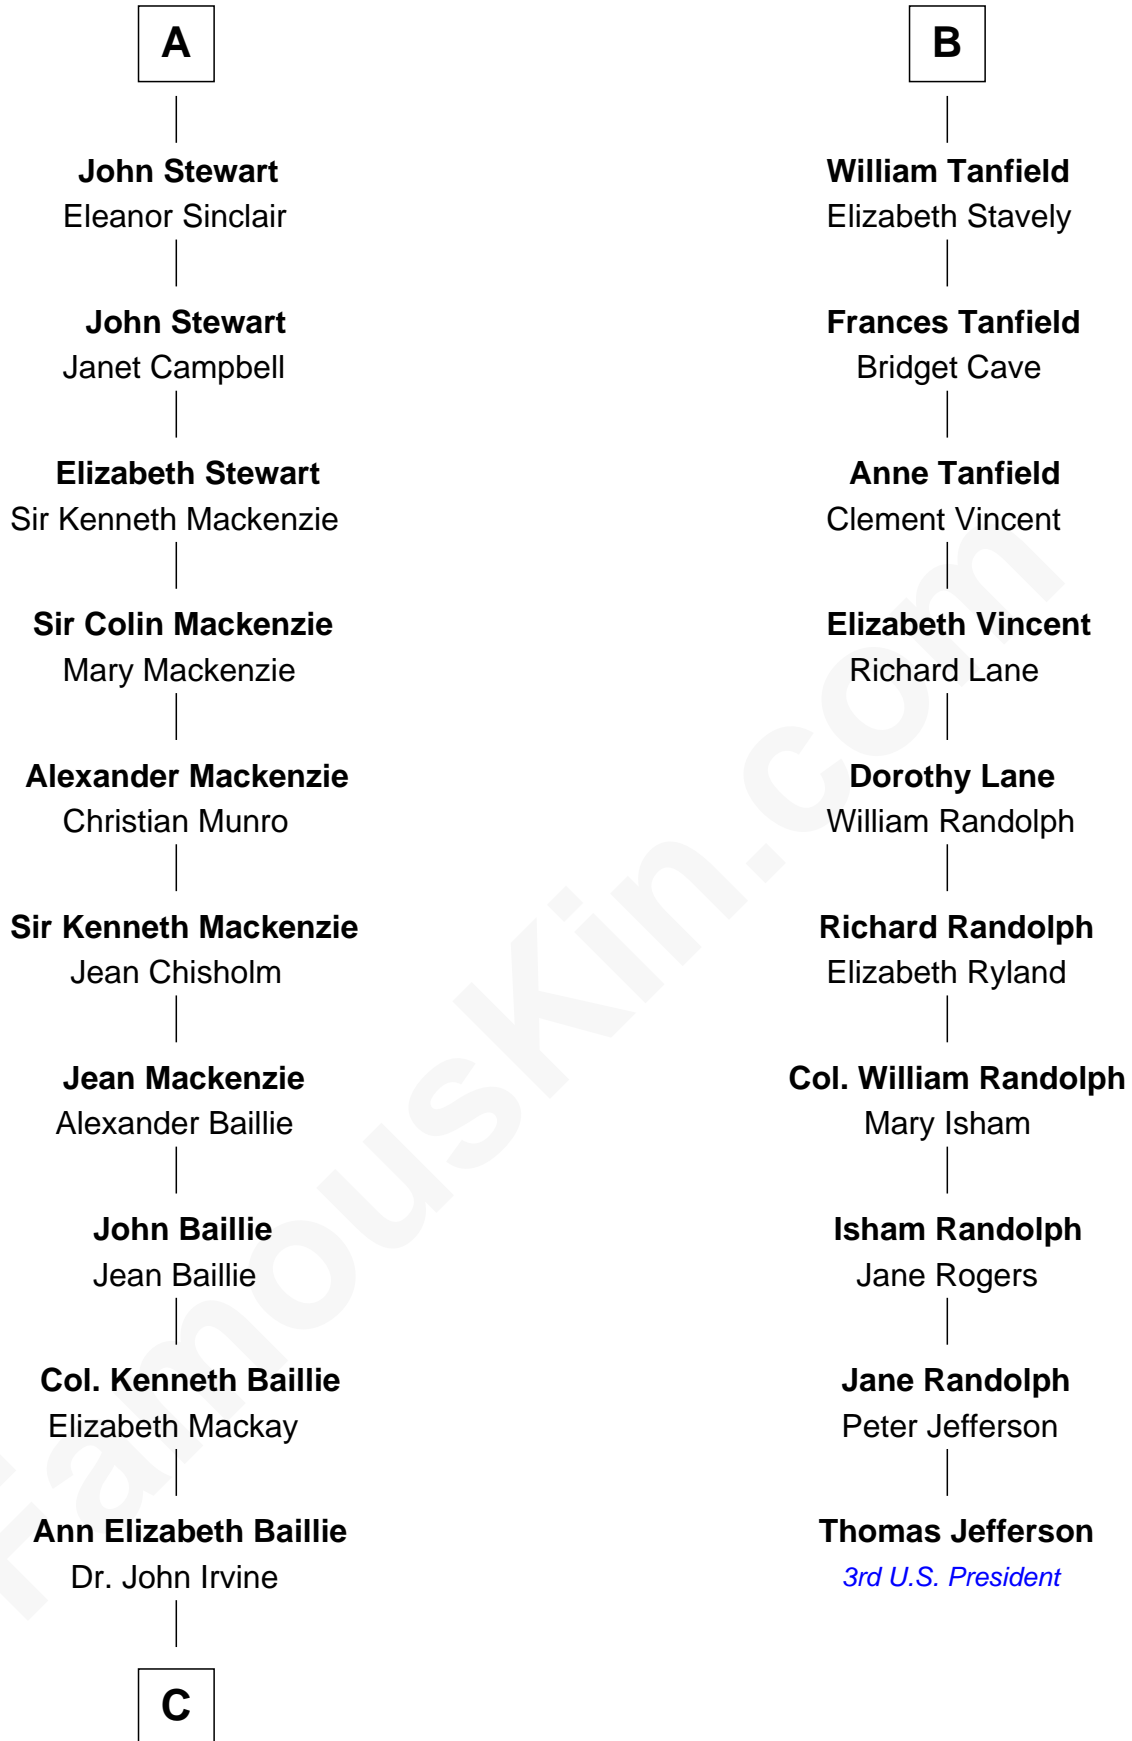 A
John Stewart
Eleanor Sinclair
John Stewart
Janet Campbell
Elizabeth Stewart
Sir Kenneth Mackenzie
Sir Colin Mackenzie
Mary Mackenzie
Alexander Mackenzie
Christian Munro
Sir Kenneth Mackenzie
Jean Chisholm
Jean Mackenzie
Alexander Baillie
John Baillie
Jean Baillie
Col. Kenneth Baillie
Elizabeth Mackay
Ann Elizabeth Baillie
Dr. John Irvine
C
B
William Tanfield
Elizabeth Stavely
Frances Tanfield
Bridget Cave
Anne Tanfield
Clement Vincent
Elizabeth Vincent
Richard Lane
Dorothy Lane
William Randolph
Richard Randolph
Elizabeth Ryland
Col. William Randolph
Mary Isham
Isham Randolph
Jane Rogers
Jane Randolph
Peter Jefferson
Thomas Jefferson
3rd U.S. President
FamousKin.com